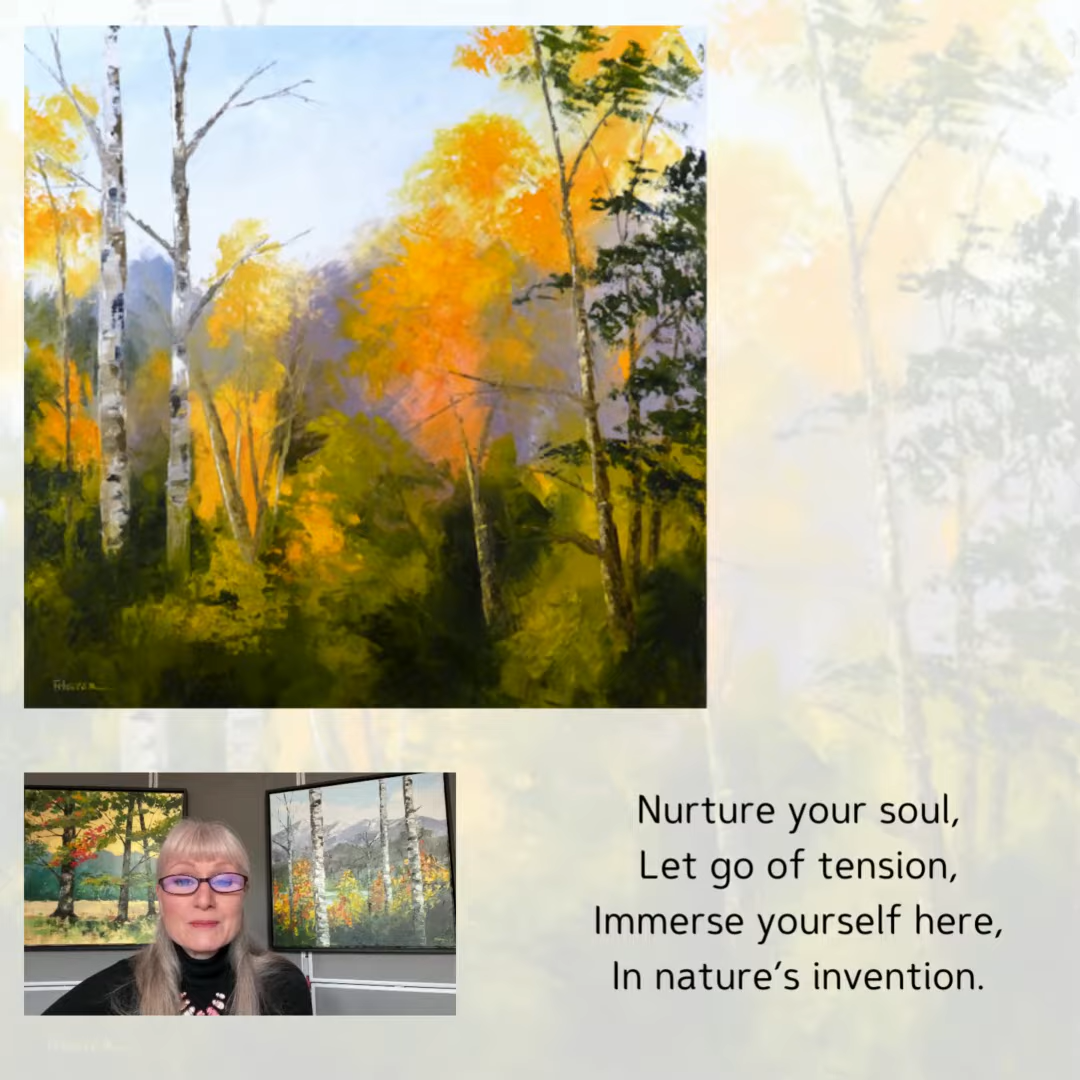 Nurture your soul,
Let go of tension,
Immerse yourself here,
In nature's invention.